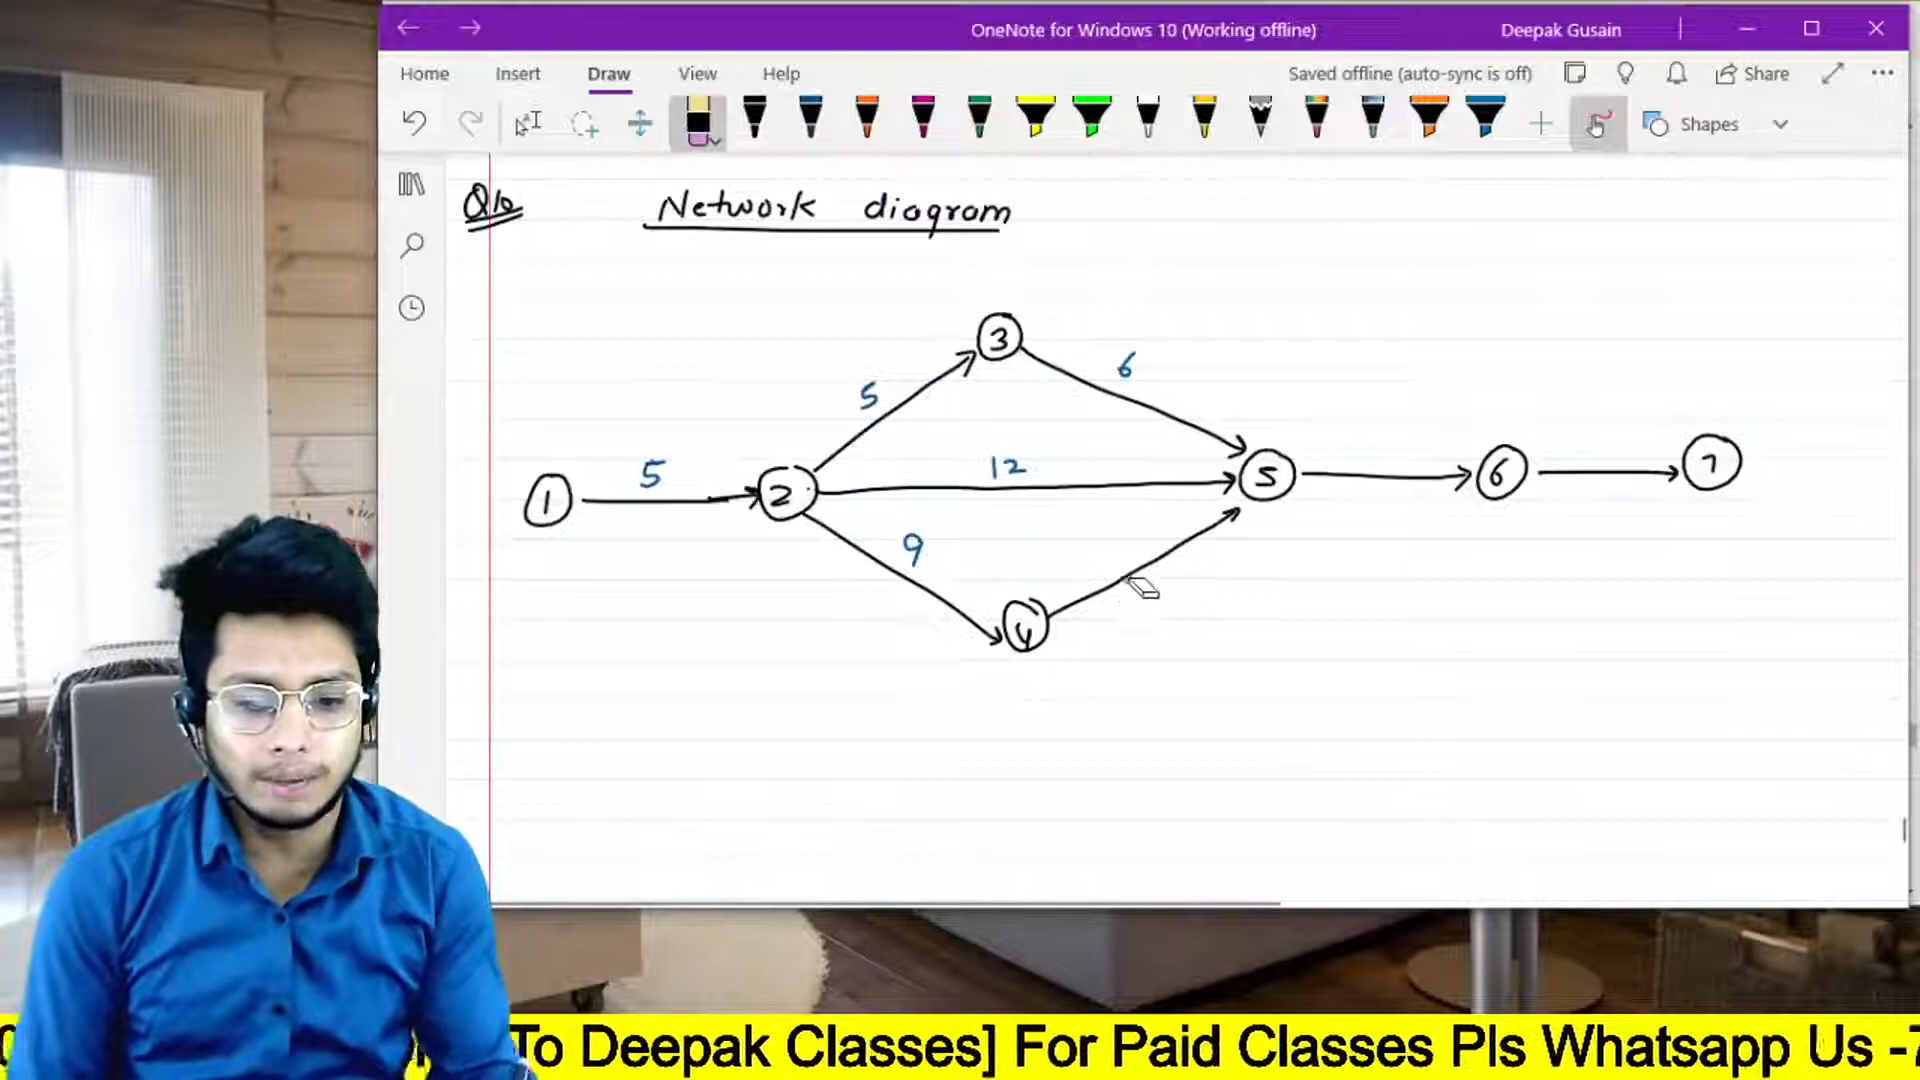 OneNote for Windows 10 (Working offline)
Deepak Gusain
Home Insert Draw View Help
Saved offline (auto-sync is off)
Share
Shapes
Network diagram
3
6
5
5
12
1
2
5
6
7
9
4
To Deepak Classes] For Paid Classes Pls Whatsapp Us -7